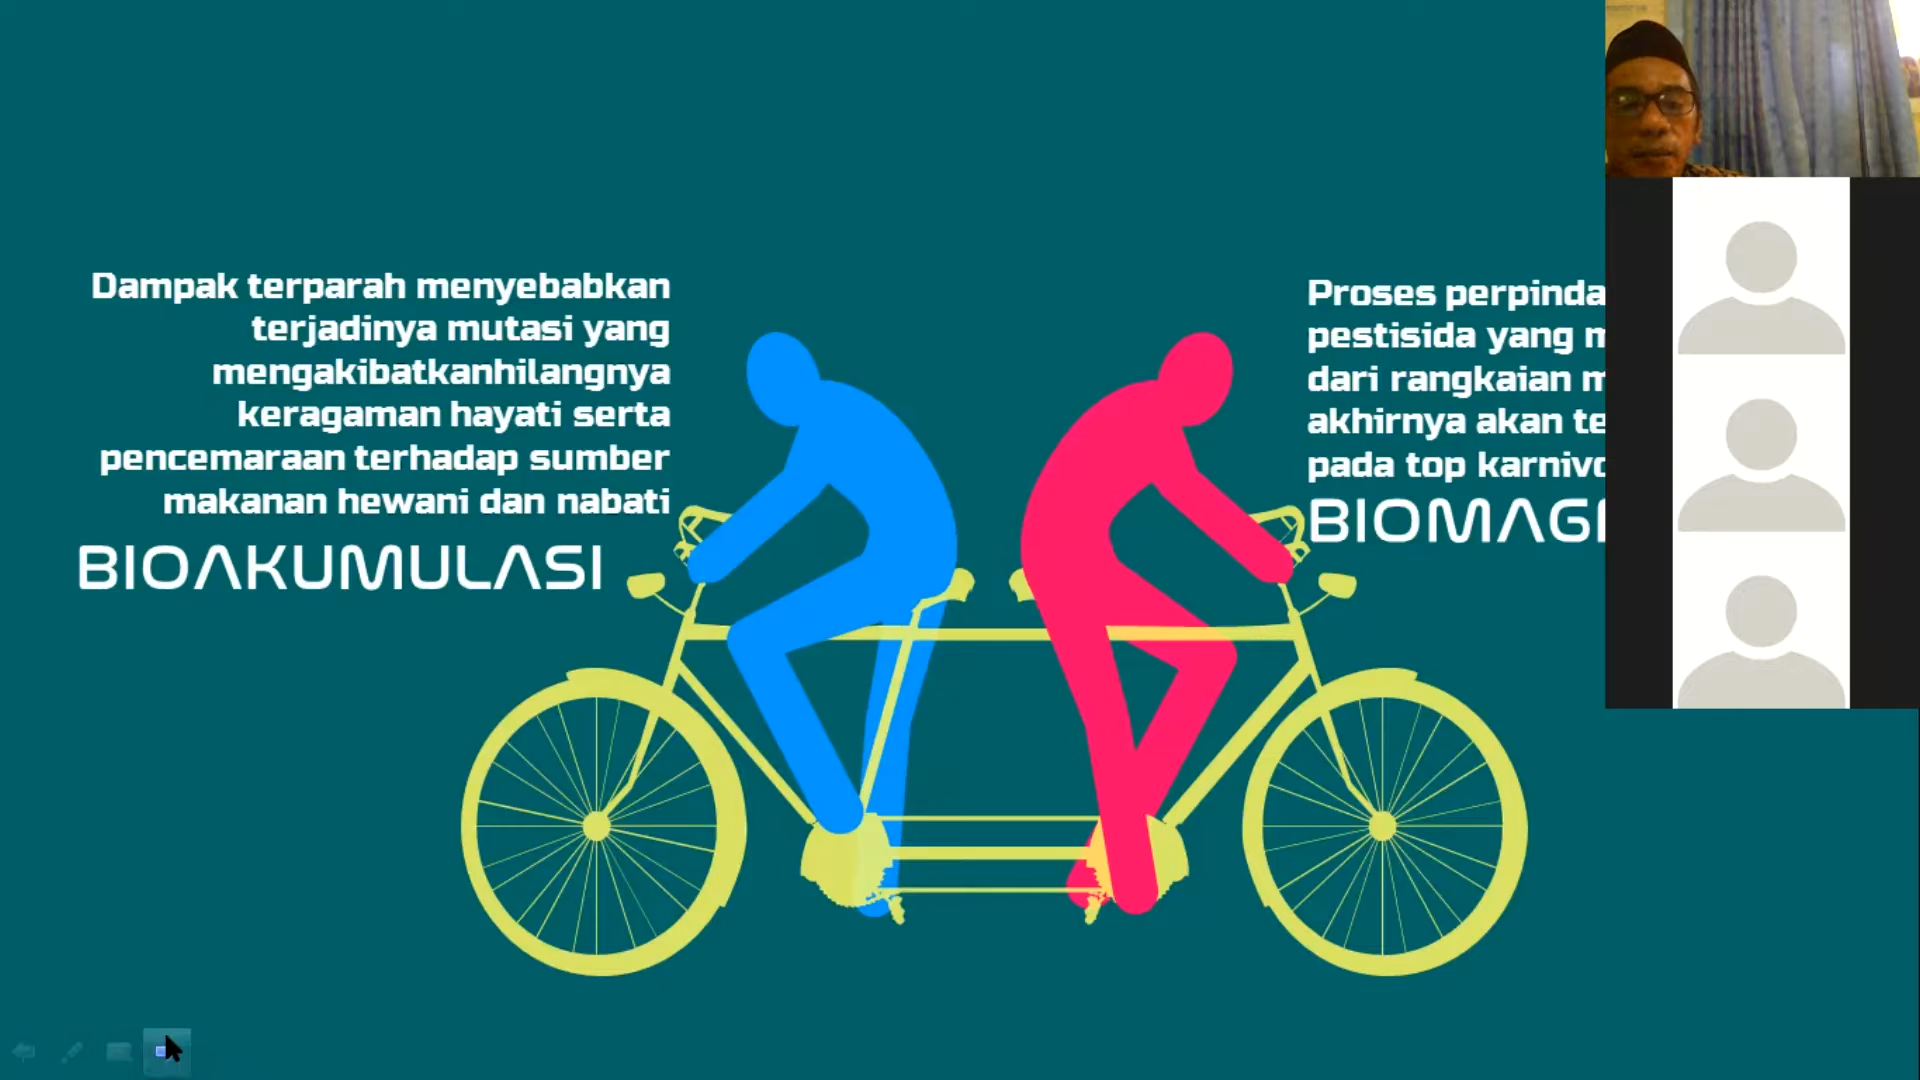 Dampak terparah menyebabkan
terjadinya mutasi yang
mengakibatkanhilangnya
keragaman hayati serta
pencemaraan terhadap sumber
makanan hewani dan nabati
BIOAKUMULASI
Proses
pestisida yang
dari rangkaian
akhirnya akan
pada top